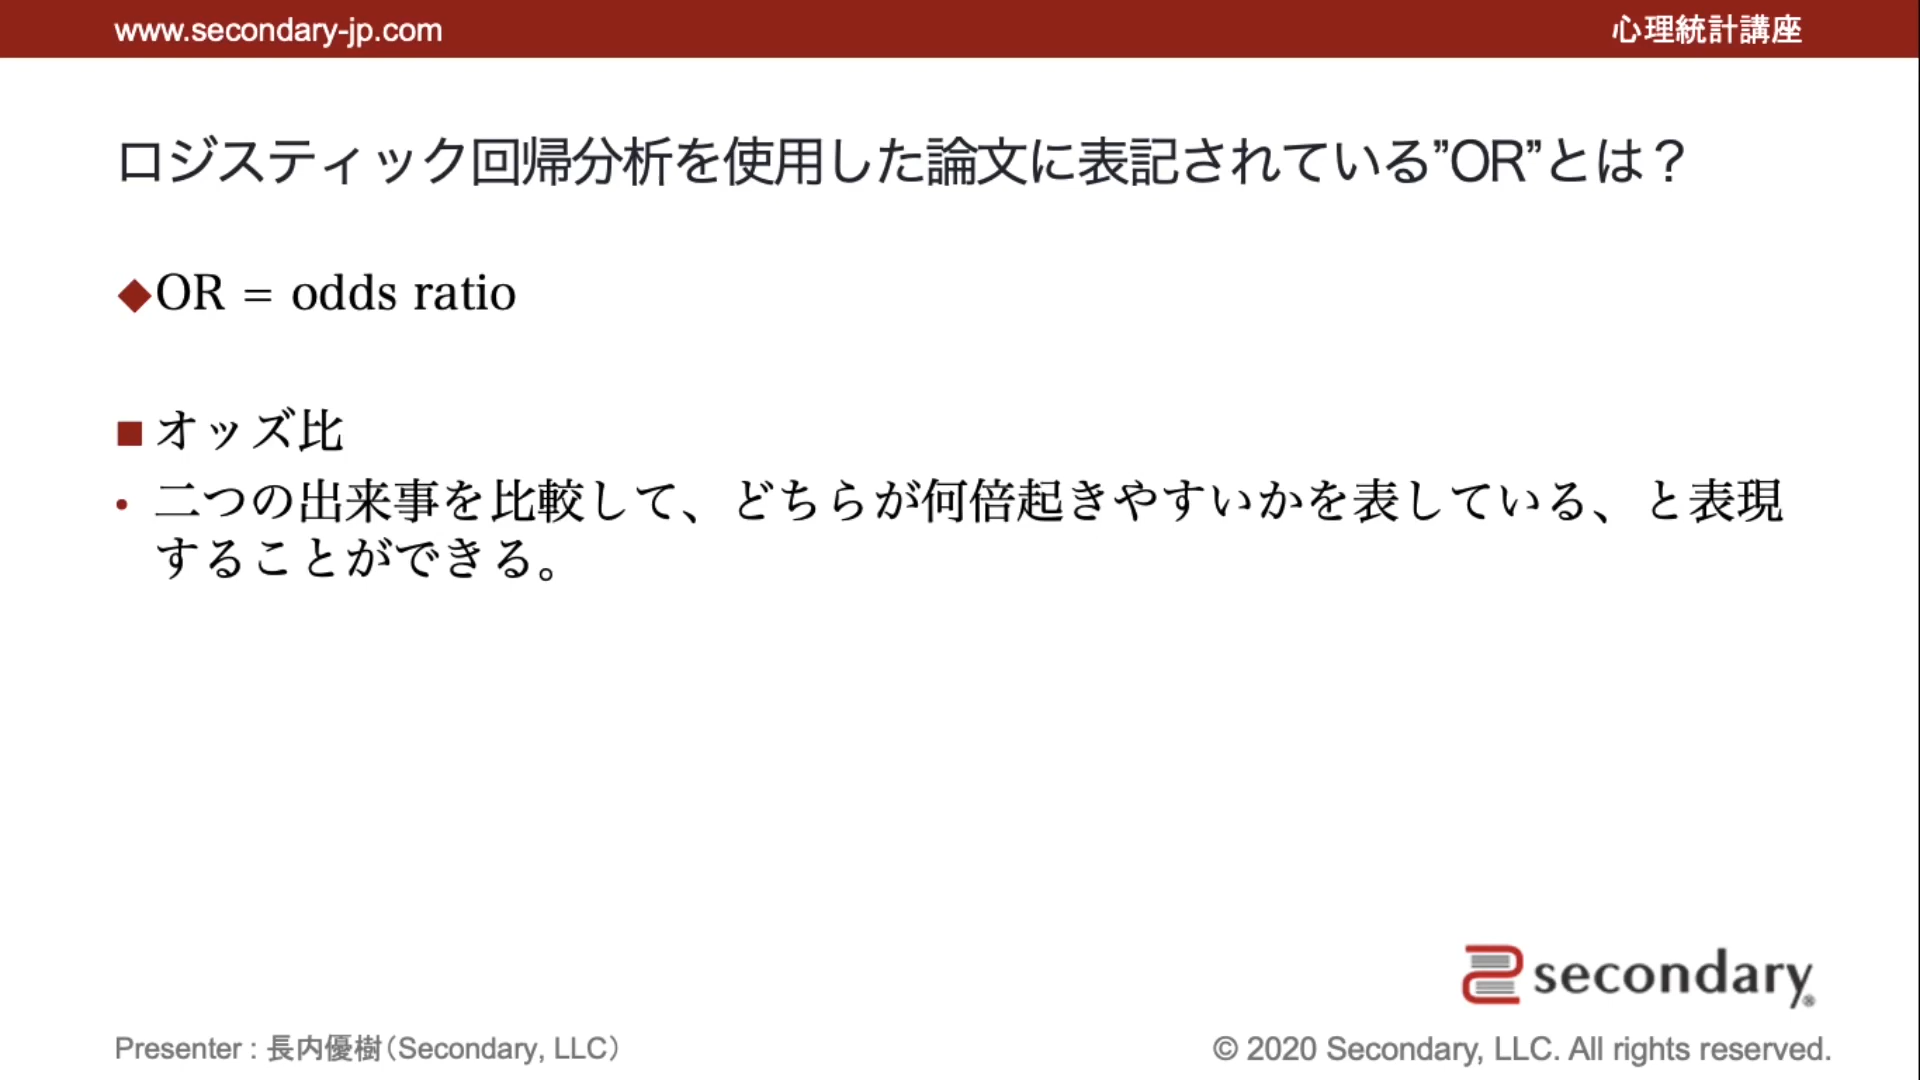 www.secondary-jp.com
心理統計講座
ロジスティック回帰分析を使用した論文に表記されている”OR”とは？
◆OR = odds ratio
■ オッズ比
• 二つの出来事を比較して、どちらが何倍起きやすいかを表している、と表現
することができる。
secondary®
Presenter : 長内優樹（Secondary, LLC）
© 2020 Secondary, LLC. All rights reserved.